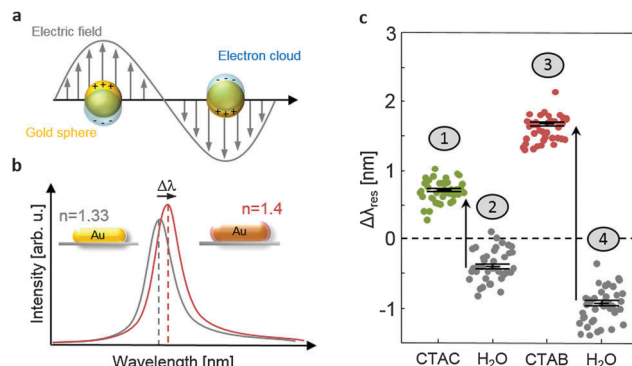 a
Electric field
Electron cloud
+ + +
- - -
- - -
+ + +
Gold sphere
b
Δλ
n=1.33
n=1.4
Au
Au
Intensity [arb. u.]
Wavelength [nm]
c
3
2
1
0
-1
Δλres [nm]
1
2
3
4
CTAC
H₂O
CTAB
H₂O